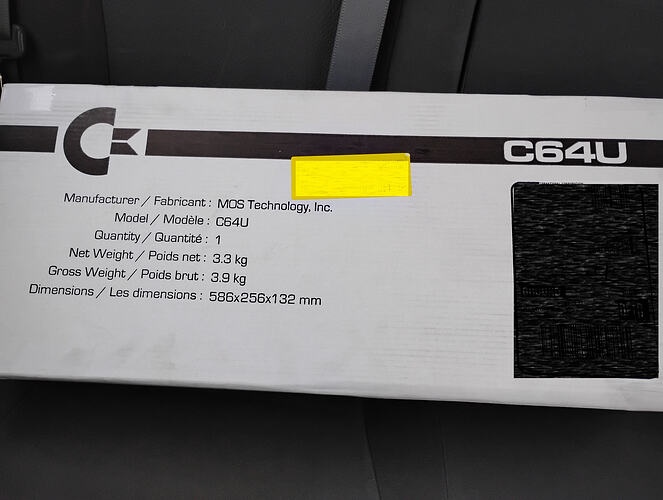 C64U
Manufacturer / Fabricant : MOS Technology, Inc.
Model / Modèle : C64U
Quantity / Quantité : 1
Net Weight / Poids net : 3.3 kg
Gross Weight / Poids brut : 3.9 kg
Dimensions / Les dimensions : 586x256x132 mm